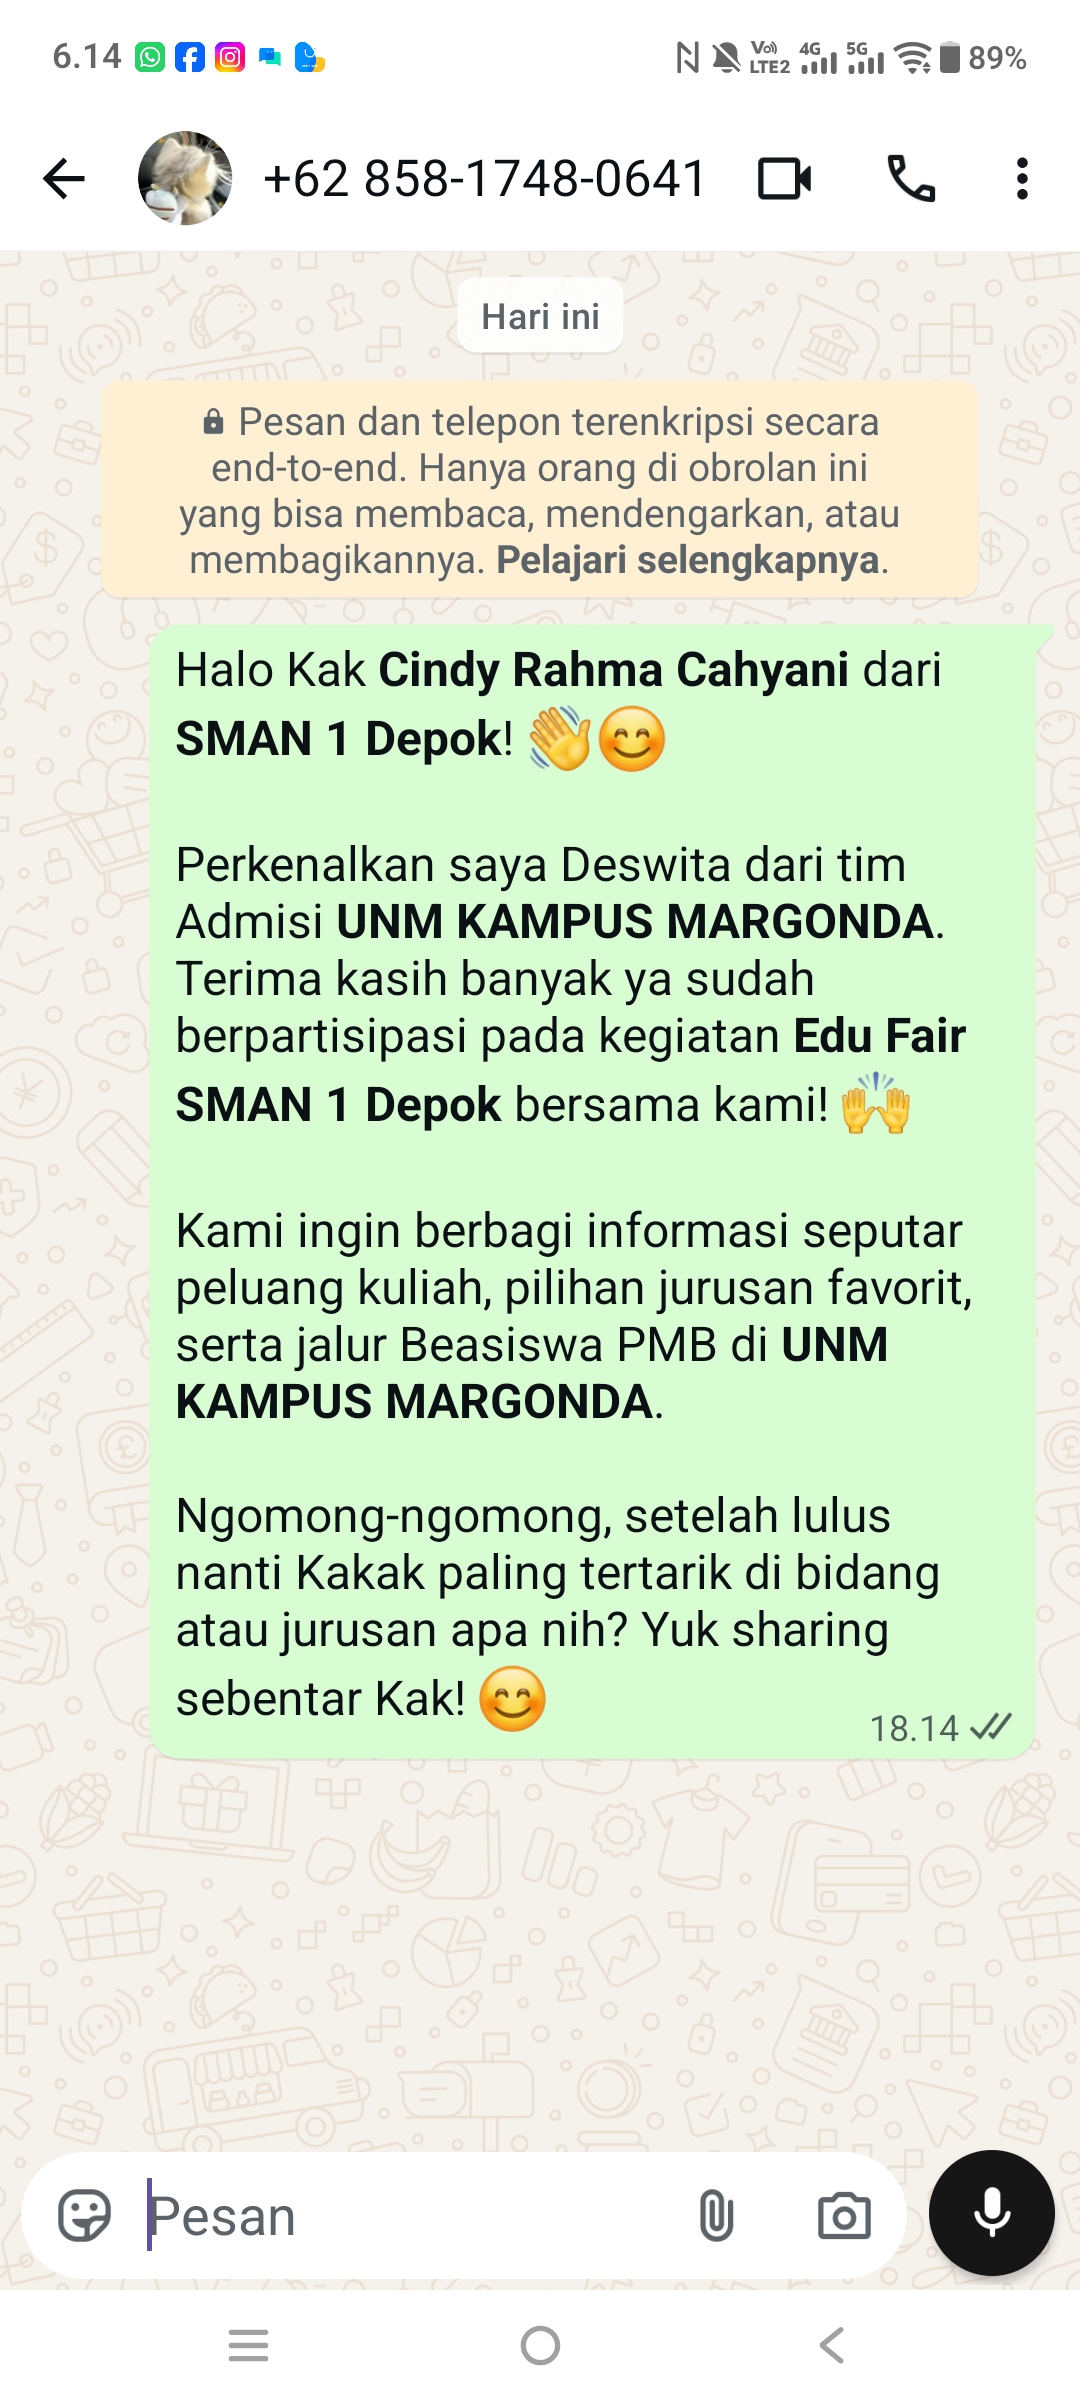 6.14
Vo)
LTE2
4G
5G
89%
+62 858-1748-0641
Hari ini
Pesan dan telepon terenkripsi secara
end-to-end. Hanya orang di obrolan ini
yang bisa membaca, mendengarkan, atau
membagikannya. Pelajari selengkapnya.
Halo Kak Cindy Rahma Cahyani dari
SMAN 1 Depok! 👋😊
Perkenalkan saya Deswita dari tim
Admisi UNM KAMPUS MARGONDA.
Terima kasih banyak ya sudah
berpartisipasi pada kegiatan Edu Fair
SMAN 1 Depok bersama kami! 🙌
Kami ingin berbagi informasi seputar
peluang kuliah, pilihan jurusan favorit,
serta jalur Beasiswa PMB di UNM
KAMPUS MARGONDA.
Ngomong-ngomong, setelah lulus
nanti Kakak paling tertarik di bidang
atau jurusan apa nih? Yuk sharing
sebentar Kak! 😊
18.14
Pesan